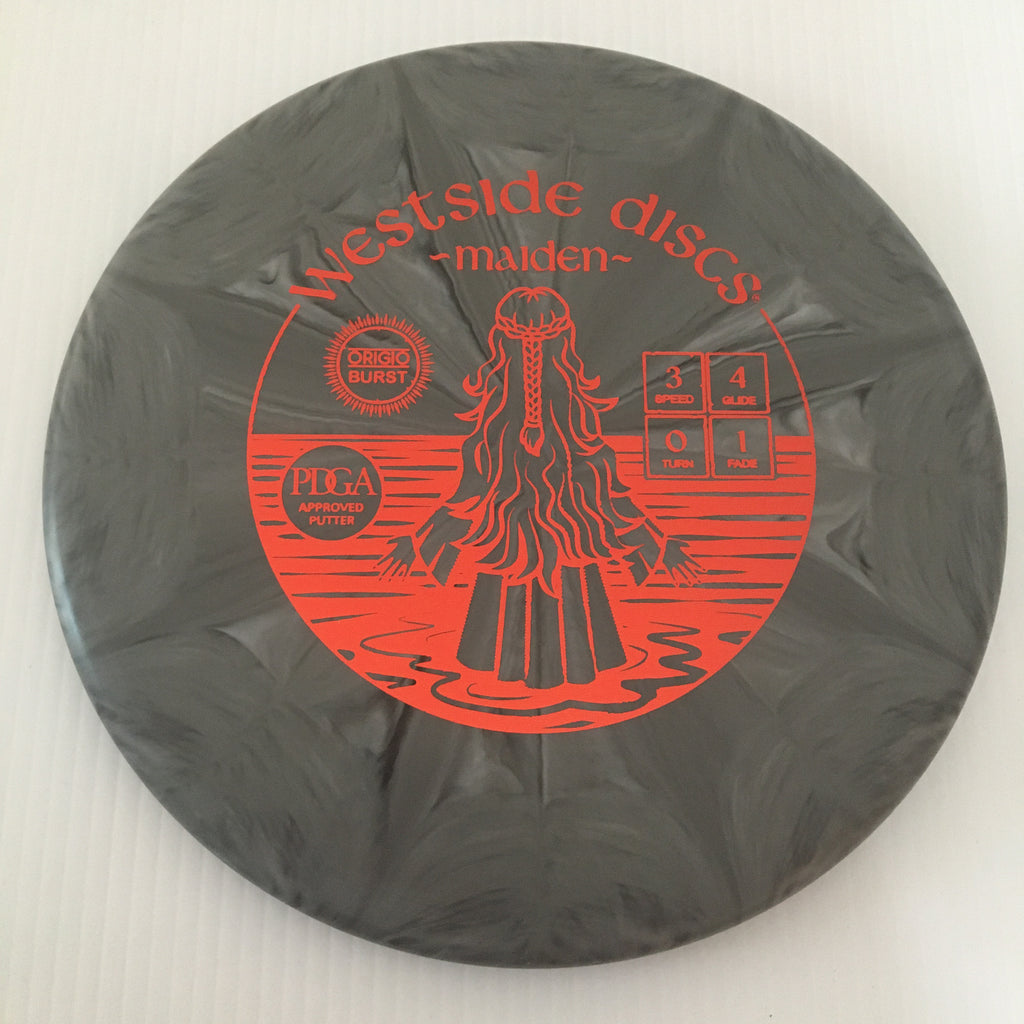 westside discs®
~maiden~
ORIGIO
BURST
3 4
SPEED GLIDE
0 1
TURN FADE
PDGA
APPROVED
PUTTER